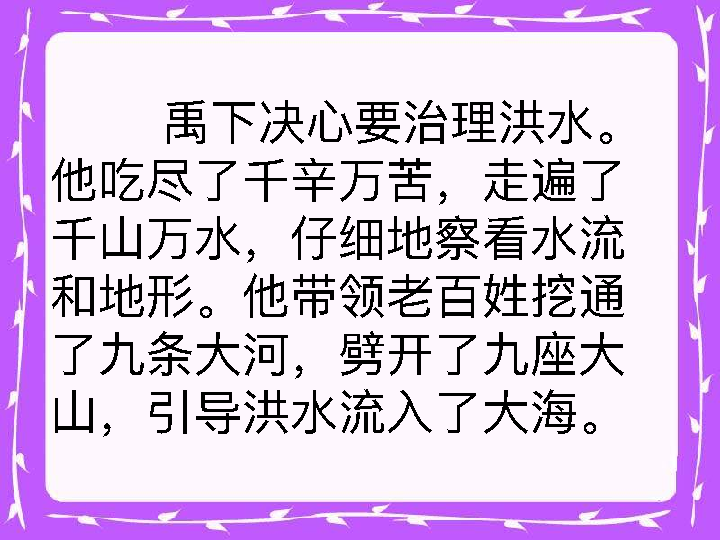 禹下决心要治理洪水。
他吃尽了千辛万苦，走遍了
千山万水，仔细地察看水流
和地形。他带领老百姓挖通
了九条大河，劈开了九座大
山，引导洪水流入了大海。